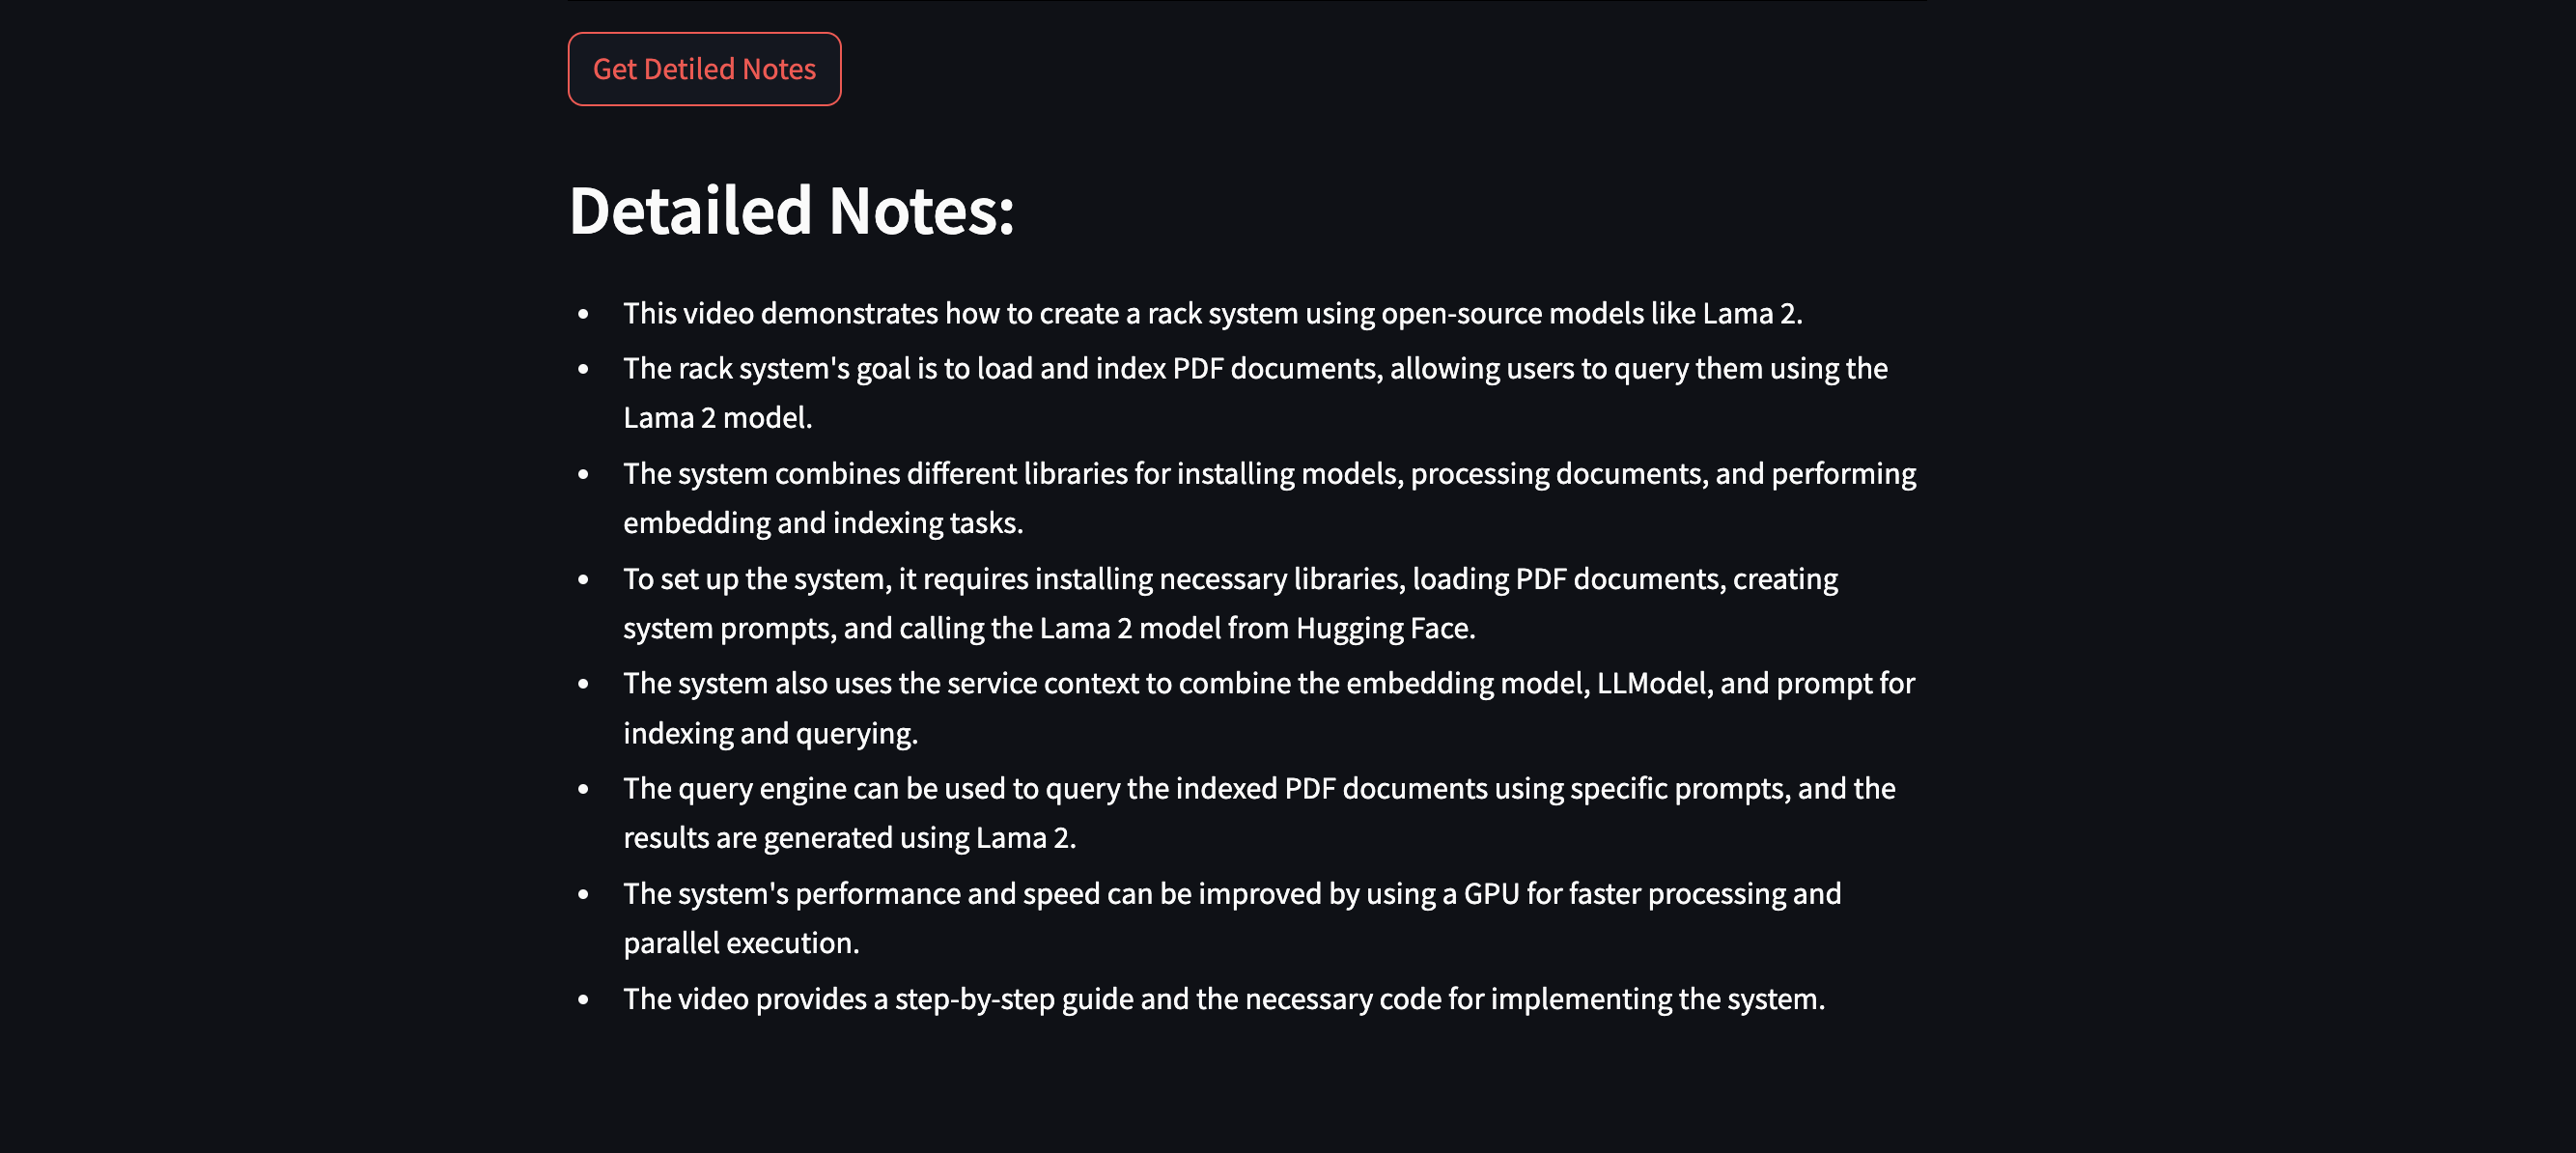 Get Detiled Notes
Detailed Notes:
• This video demonstrates how to create a rack system using open-source models like Lama 2.
• The rack system's goal is to load and index PDF documents, allowing users to query them using the
Lama 2 model.
• The system combines different libraries for installing models, processing documents, and performing
embedding and indexing tasks.
• To set up the system, it requires installing necessary libraries, loading PDF documents, creating
system prompts, and calling the Lama 2 model from Hugging Face.
• The system also uses the service context to combine the embedding model, LLModel, and prompt for
indexing and querying.
• The query engine can be used to query the indexed PDF documents using specific prompts, and the
results are generated using Lama 2.
• The system's performance and speed can be improved by using a GPU for faster processing and
parallel execution.
• The video provides a step-by-step guide and the necessary code for implementing the system.